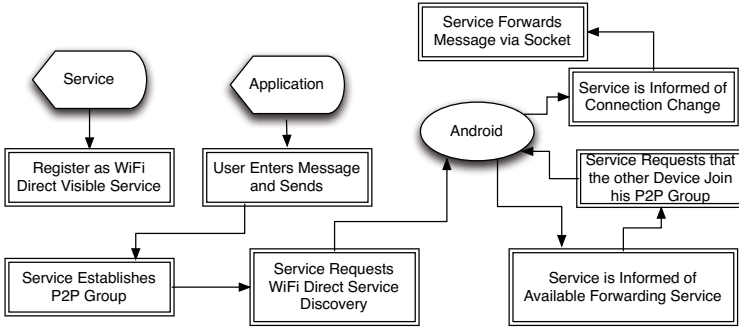 Service Forwards
Message via Socket
Service
Application
Service is Informed of
Connection Change
Android
Register as WiFi
Direct Visible Service
User Enters Message
and Sends
Service Requests that
the other Device Join
his P2P Group
Service Establishes
P2P Group
Service Requests
WiFi Direct Service
Discovery
Service is Informed of
Available Forwarding Service